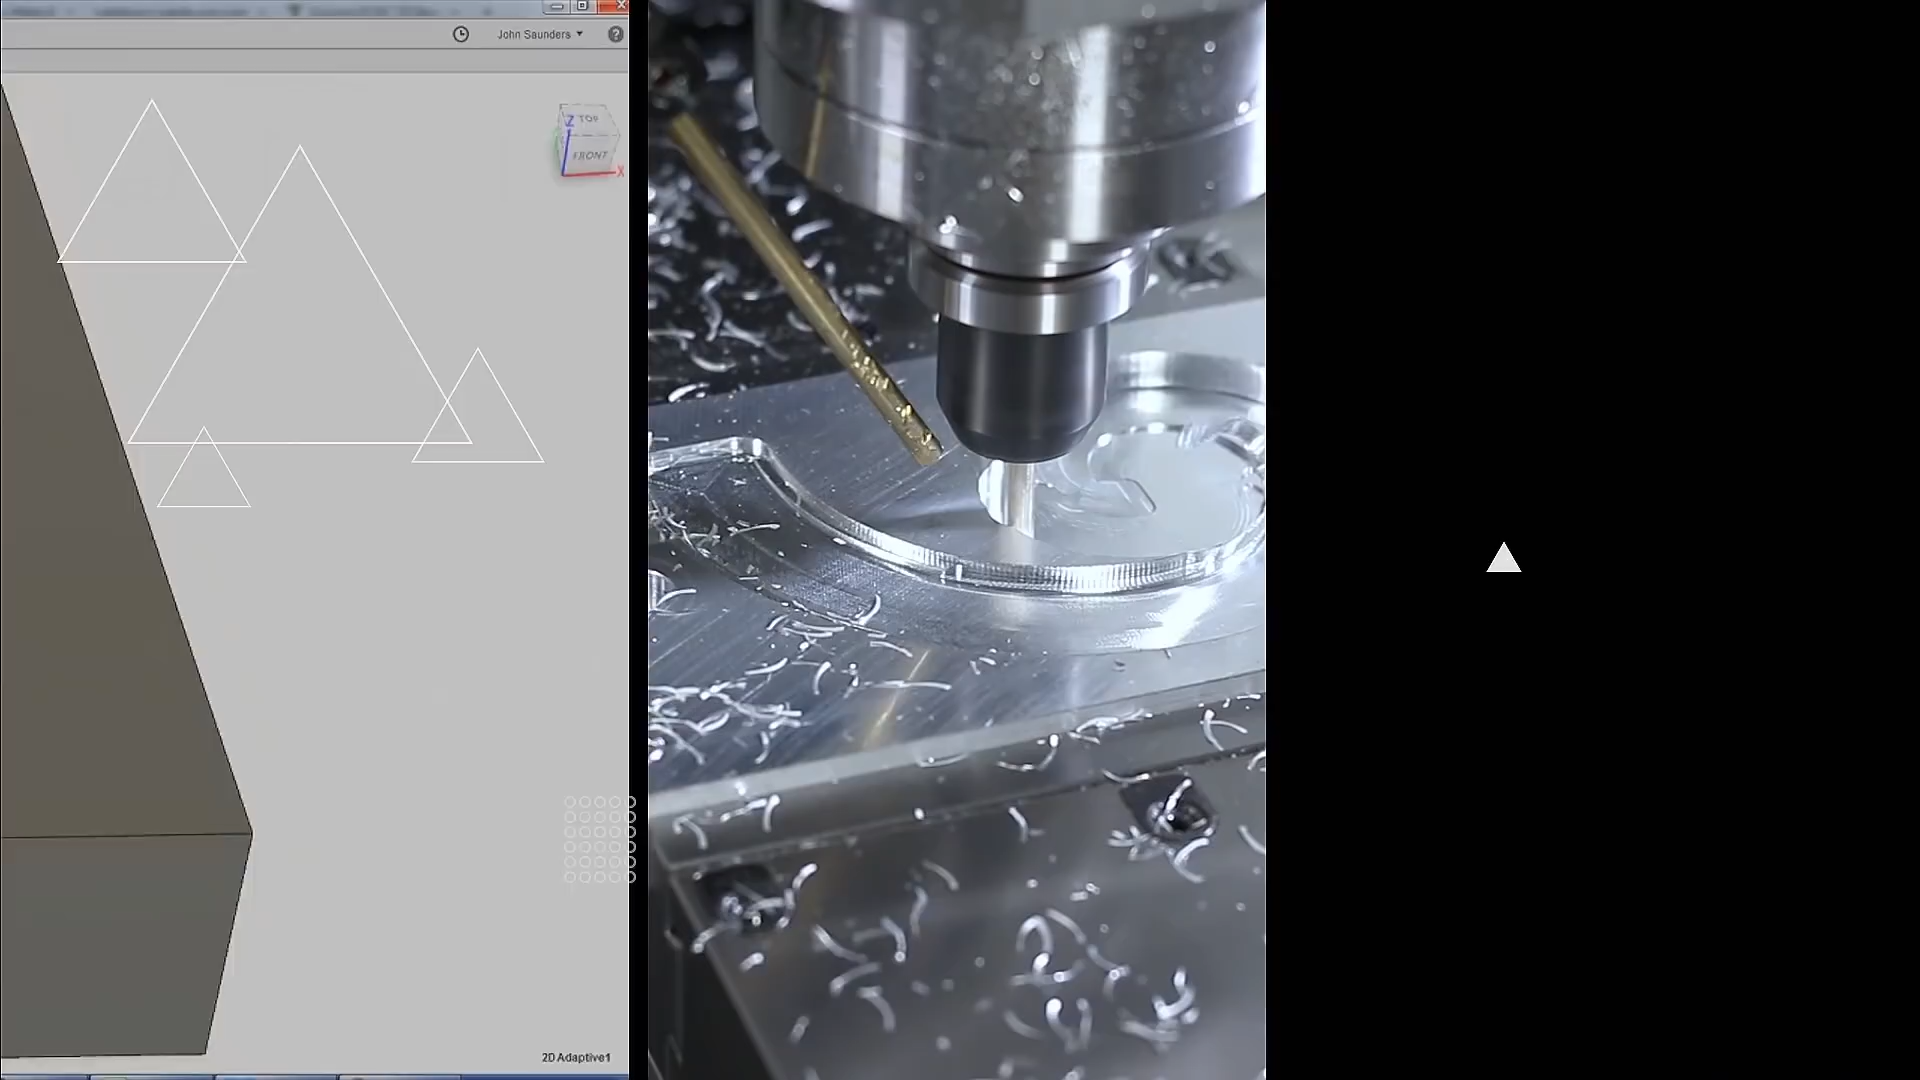 John Saunders
?
Z TOP
FRONT
X
2D Adaptive1